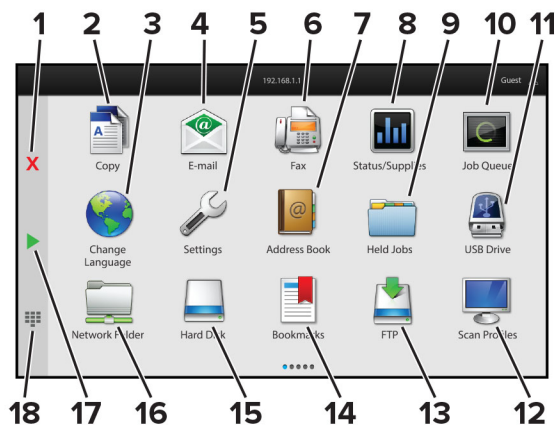 1 2 3 4 5 6 7 8 9 10 11
192.168.1.1 Guest
X
Copy E-mail Fax Status/Supplies Job Queue
Change Language Settings Address Book Held Jobs USB Drive
Network Folder Hard Disk Bookmarks FTP Scan Profiles
18 17 16 15 14 13 12